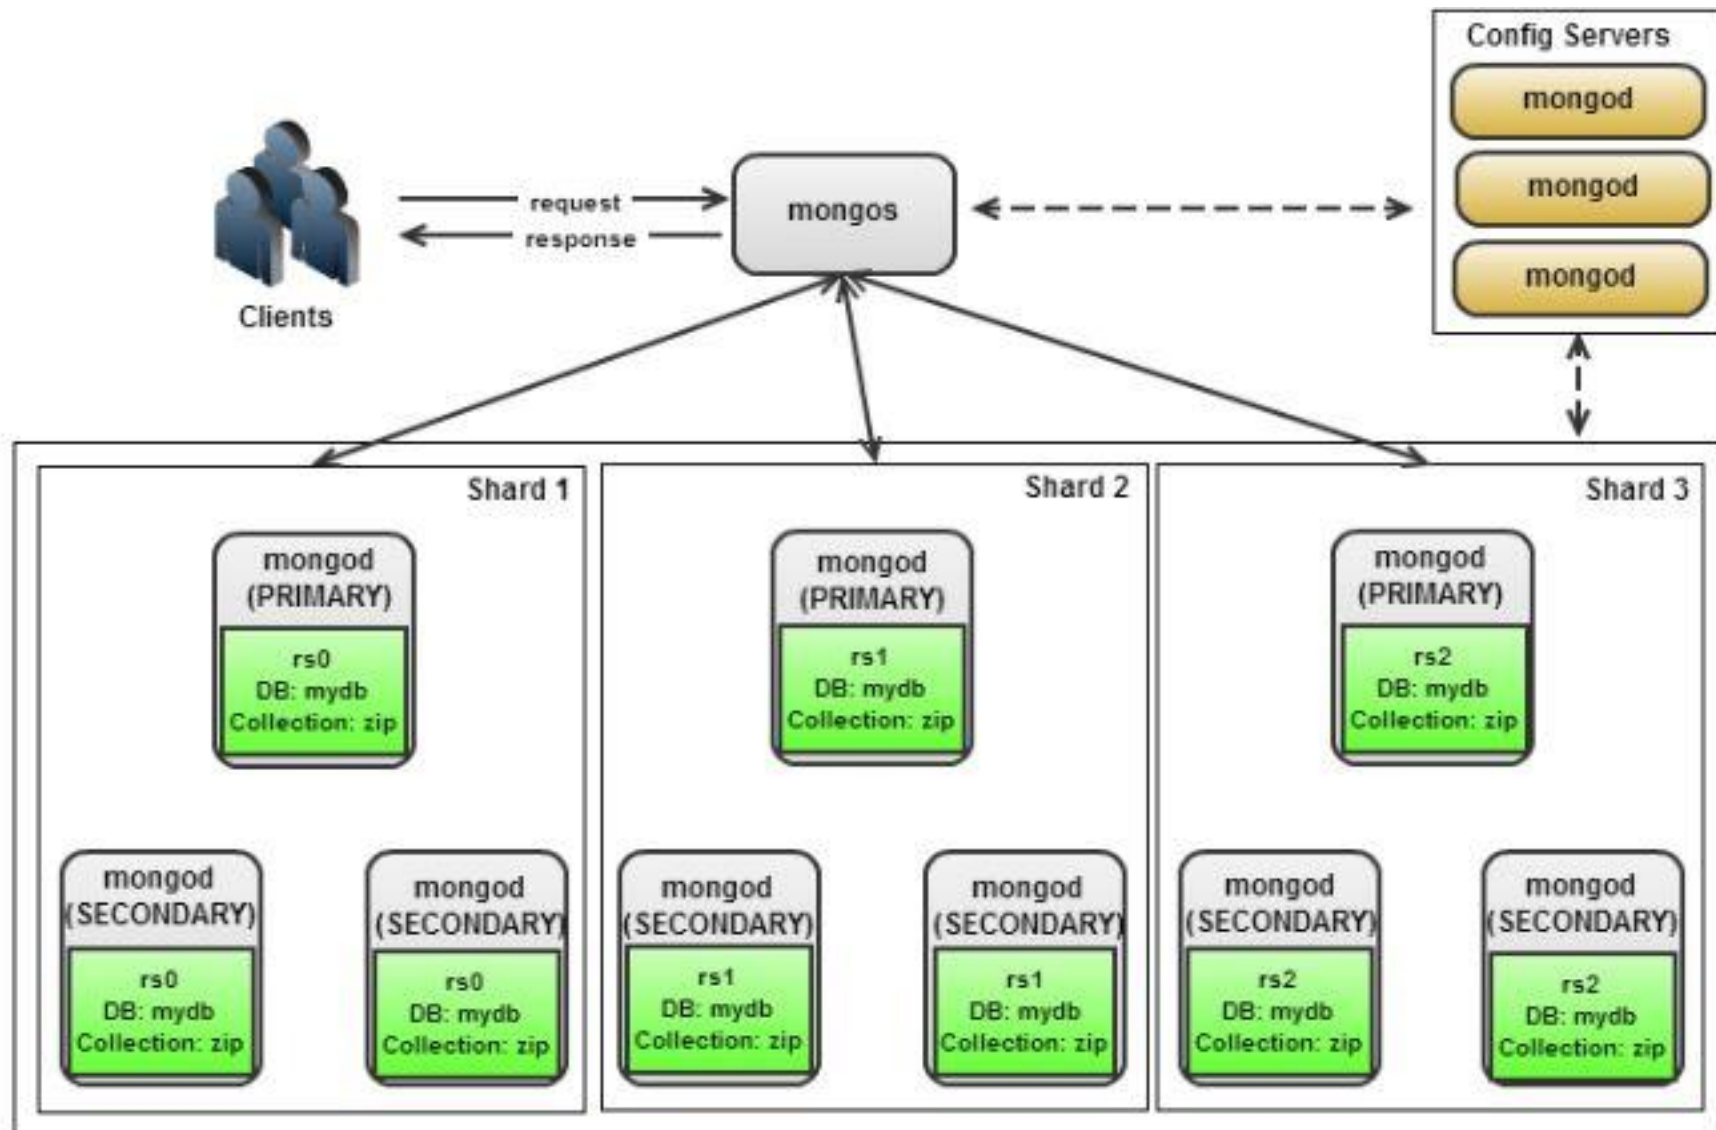 Config Servers
mongod
mongod
mongod
request
response
mongos
Clients
Shard 1
mongod
(PRIMARY)
rs0
DB: mydb
Collection: zip
mongod
(SECONDARY)
rs0
DB: mydb
Collection: zip
mongod
(SECONDARY)
rs0
DB: mydb
Collection: zip
Shard 2
mongod
(PRIMARY)
rs1
DB: mydb
Collection: zip
mongod
(SECONDARY)
rs1
DB: mydb
Collection: zip
mongod
(SECONDARY)
rs1
DB: mydb
Collection: zip
Shard 3
mongod
(PRIMARY)
rs2
DB: mydb
Collection: zip
mongod
(SECONDARY)
rs2
DB: mydb
Collection: zip
mongod
(SECONDARY)
rs2
DB: mydb
Collection: zip